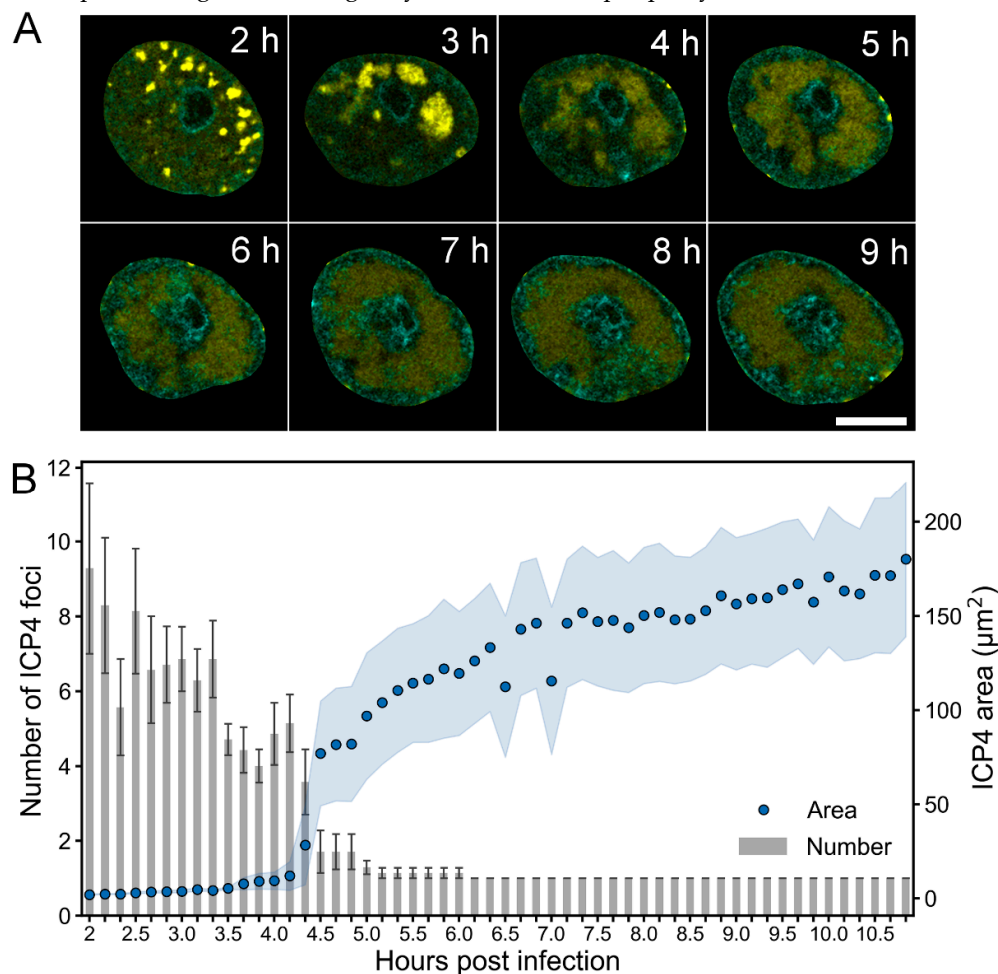 A
2 h
3 h
4 h
5 h
6 h
7 h
8 h
9 h
B
12
10
8
6
4
2
0
Number of ICP4 foci
200
150
100
50
0
ICP4 area (µm²)
Area
Number
2 2.5 3.0 3.5 4.0 4.5 5.0 5.5 6.0 6.5 7.0 7.5 8.0 8.5 9.0 9.5 10.0 10.5
Hours post infection